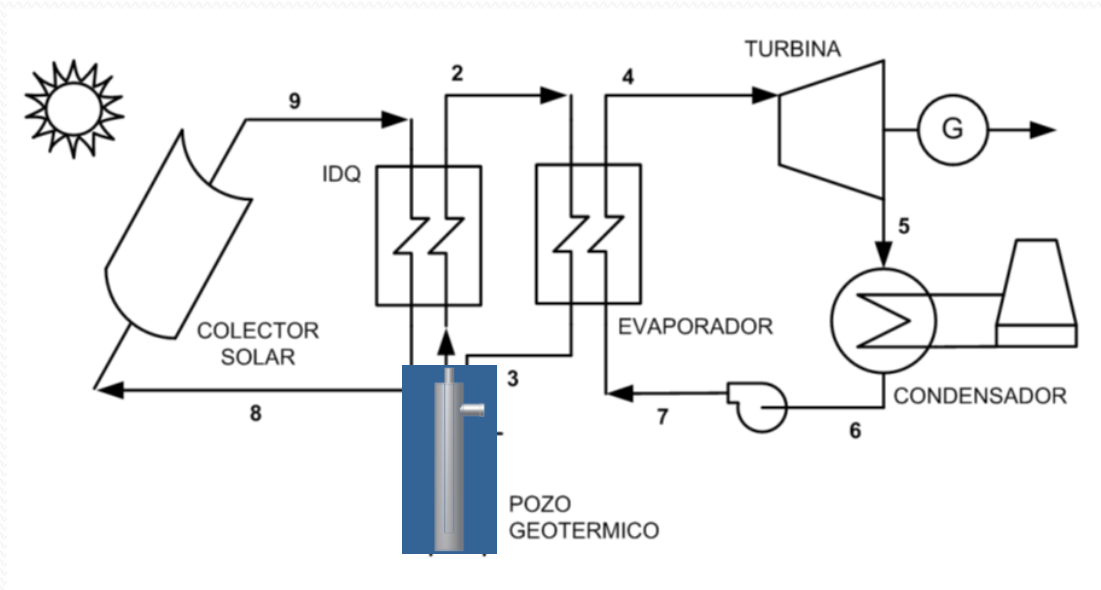 TURBINA
2
4
9
G
IDQ
5
COLECTOR
SOLAR
EVAPORADOR
3
8
7
6
CONDENSADOR
POZO
GEOTERMICO